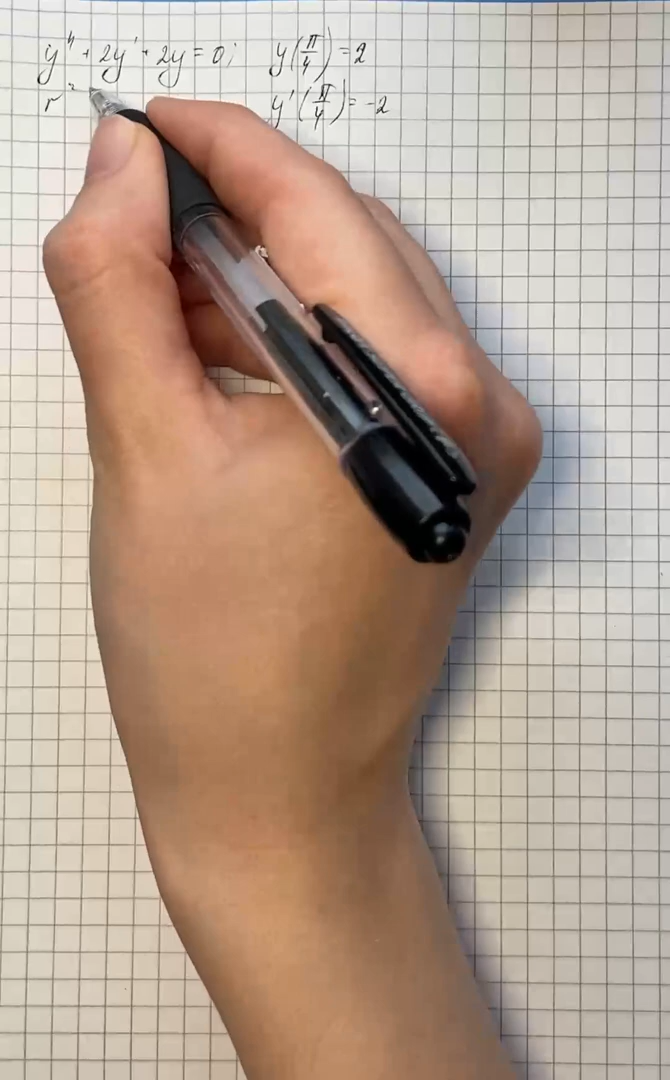 y'' + 2y' + 2y = 0; y(π/4) = 2
r² y'(π/4) = -2